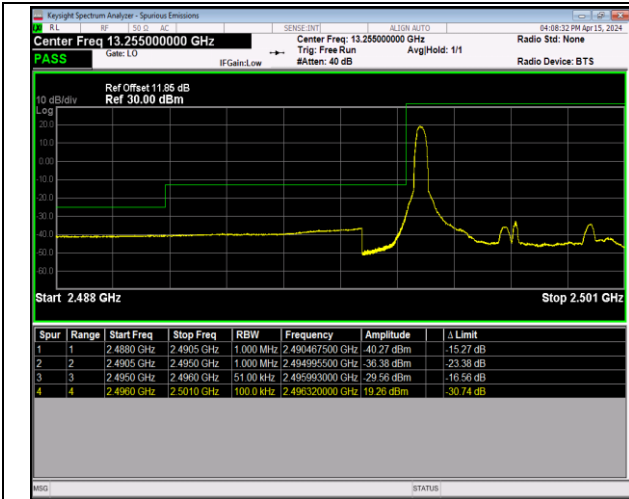 Keysight Spectrum Analyzer - Spurious Emissions
RL RF 50 Ω AC SENSE:INT ALIGN AUTO 04:08:32 PM Apr 15, 2024
Center Freq 13.255000000 GHz Center Freq: 13.255000000 GHz Radio Std: None
Gate: LO Trig: Free Run Avg|Hold: 1/1
PASS IFGain:Low #Atten: 40 dB Radio Device: BTS
Ref Offset 11.85 dB
10 dB/div Ref 30.00 dBm
Log
20.0
10.0
0.00
-10.0
-20.0
-30.0
-40.0
-50.0
-60.0
Start 2.488 GHz Stop 2.501 GHz
Spur Range Start Freq Stop Freq RBW Frequency Amplitude Δ Limit
1 1 2.4880 GHz 2.4905 GHz 1.000 MHz 2.490467500 GHz -40.27 dBm -15.27 dB
2 2 2.4905 GHz 2.4950 GHz 1.000 MHz 2.494995500 GHz -36.38 dBm -23.38 dB
3 3 2.4950 GHz 2.4960 GHz 51.00 kHz 2.495993000 GHz -29.56 dBm -16.56 dB
4 4 2.4960 GHz 2.5010 GHz 100.0 kHz 2.496320000 GHz 19.26 dBm -30.74 dB
MSG STATUS